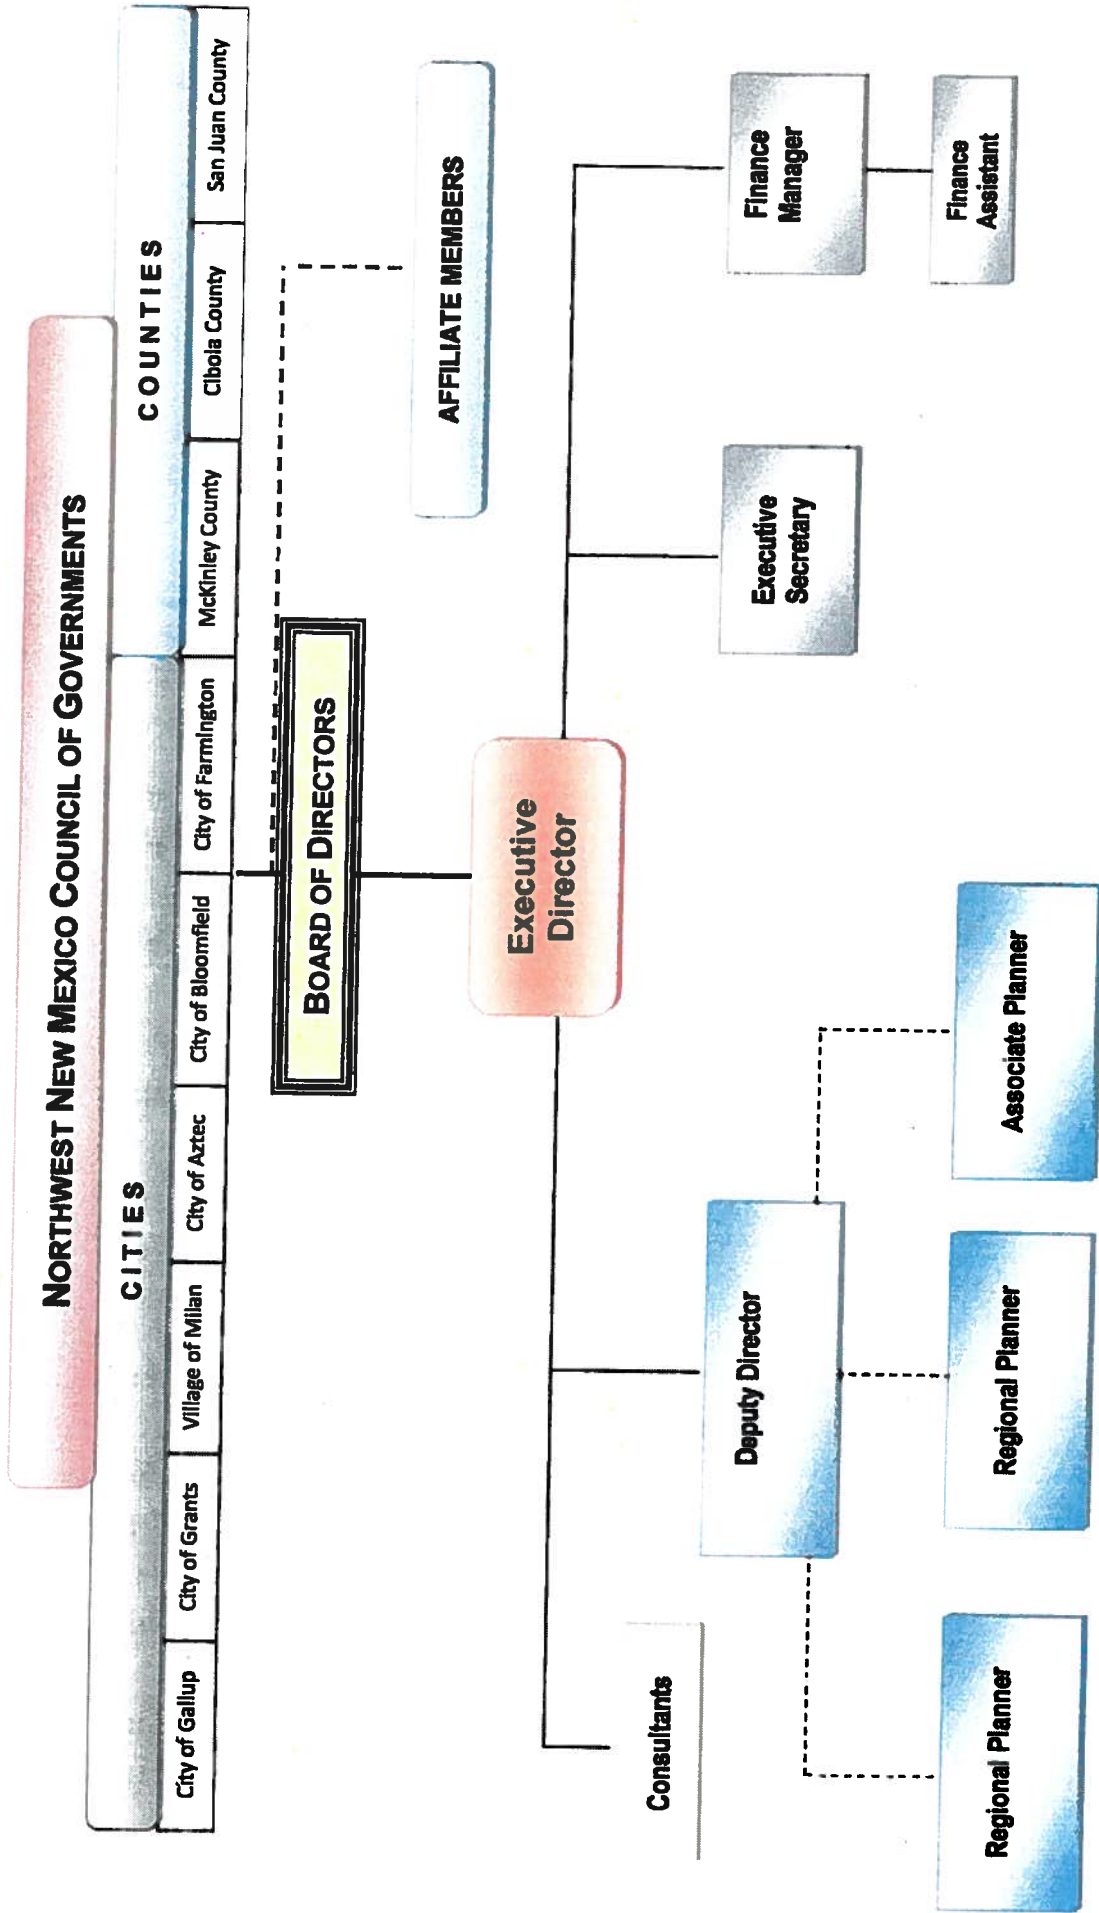 NORTHWEST NEW MEXICO COUNCIL OF GOVERNMENTS
CITIES
COUNTIES
City of Gallup
City of Grants
Village of Milan
City of Aztec
City of Bloomfield
City of Farmington
McKinley County
Cibola County
San Juan County
BOARD OF DIRECTORS
AFFILIATE MEMBERS
Executive
Director
Consultants
Deputy Director
Executive
Secretary
Finance
Manager
Regional Planner
Regional Planner
Associate Planner
Finance
Assistant